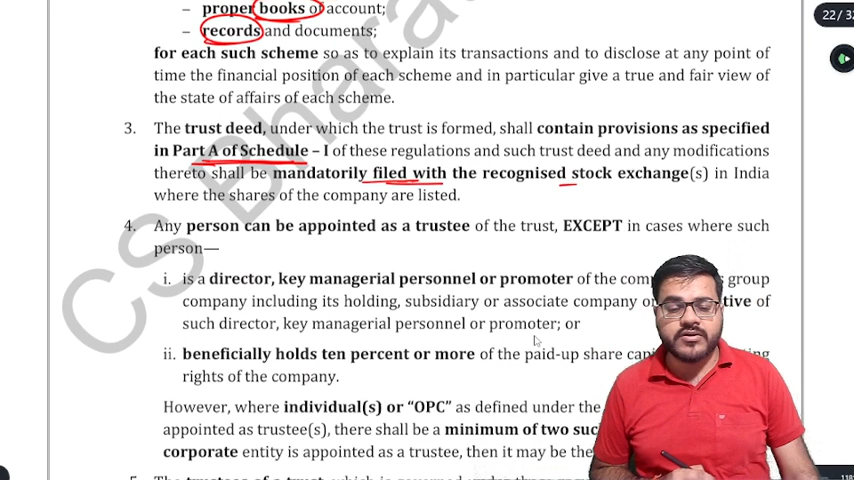 – proper books of account;
– records and documents;
for each such scheme so as to explain its transactions and to disclose at any point of
time the financial position of each scheme and in particular give a true and fair view of
the state of affairs of each scheme.
3. The trust deed, under which the trust is formed, shall contain provisions as specified
in Part A of Schedule – I of these regulations and such trust deed and any modifications
thereto shall be mandatorily filed with the recognised stock exchange(s) in India
where the shares of the company are listed.
4. Any person can be appointed as a trustee of the trust, EXCEPT in cases where such
person—
i. is a director, key managerial personnel or promoter of the group
company including its holding, subsidiary or associate company
such director, key managerial personnel or promoter; or
ii. beneficially holds ten percent or more of the paid-up share
rights of the company.
However, where individual(s) or “OPC” as defined under the
appointed as trustee(s), there shall be a minimum of two
corporate entity is appointed as a trustee, then it may be the
CS Bhara
22/3